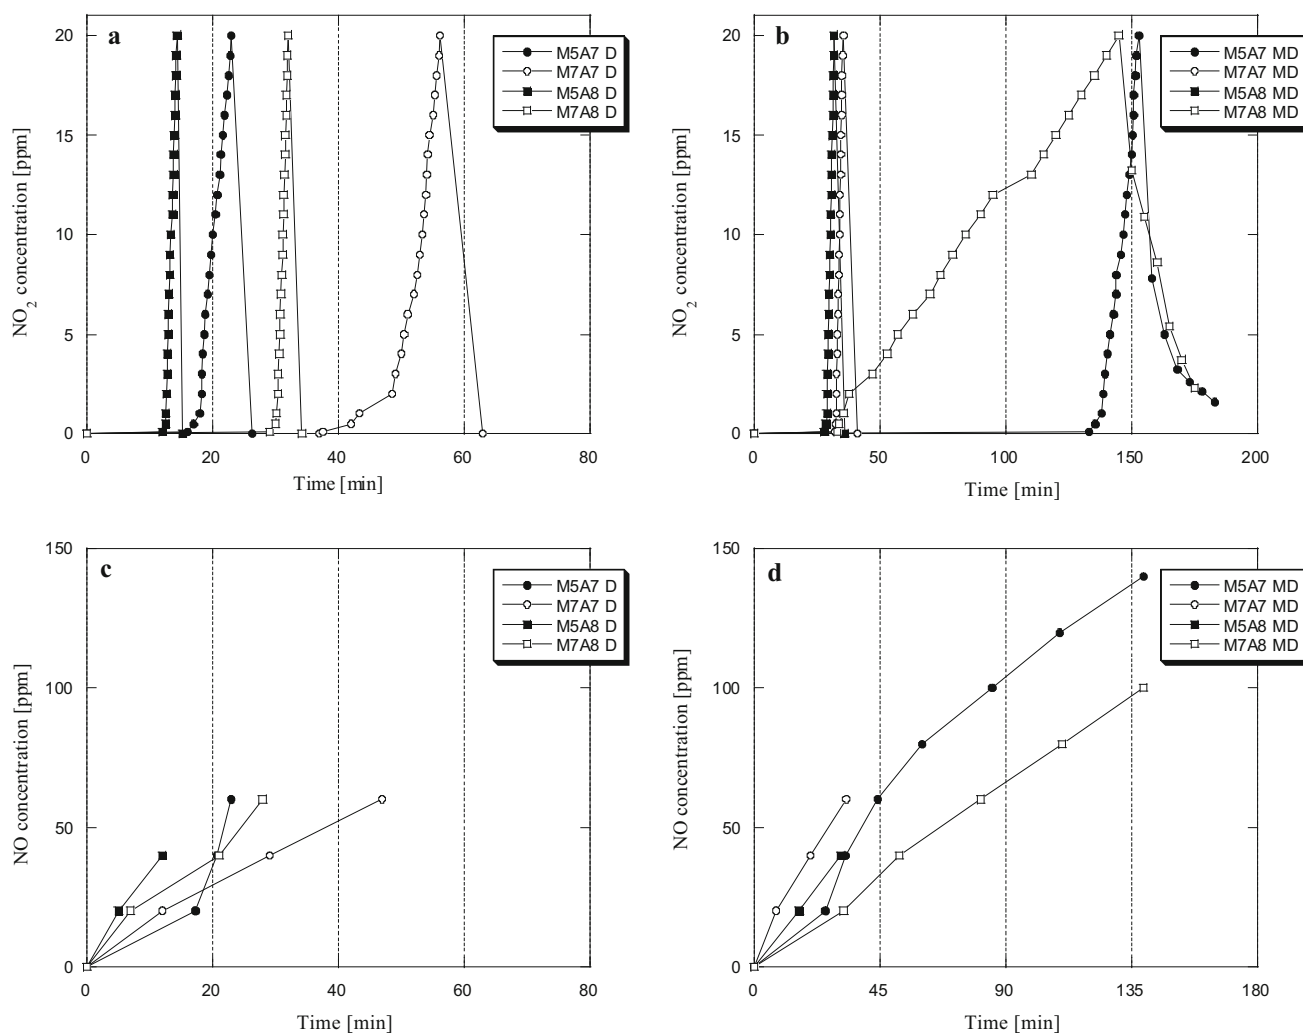 a
NO2 concentration [ppm]
20
15
10
5
0
0 20 40 60 80
Time [min]
M5A7 D
M7A7 D
M5A8 D
M7A8 D
b
NO2 concentration [ppm]
20
15
10
5
0
0 50 100 150 200
Time [min]
M5A7 MD
M7A7 MD
M5A8 MD
M7A8 MD
c
NO concentration [ppm]
150
100
50
0
0 20 40 60 80
Time [min]
M5A7 D
M7A7 D
M5A8 D
M7A8 D
d
NO concentration [ppm]
150
100
50
0
0 45 90 135 180
Time [min]
M5A7 MD
M7A7 MD
M5A8 MD
M7A8 MD